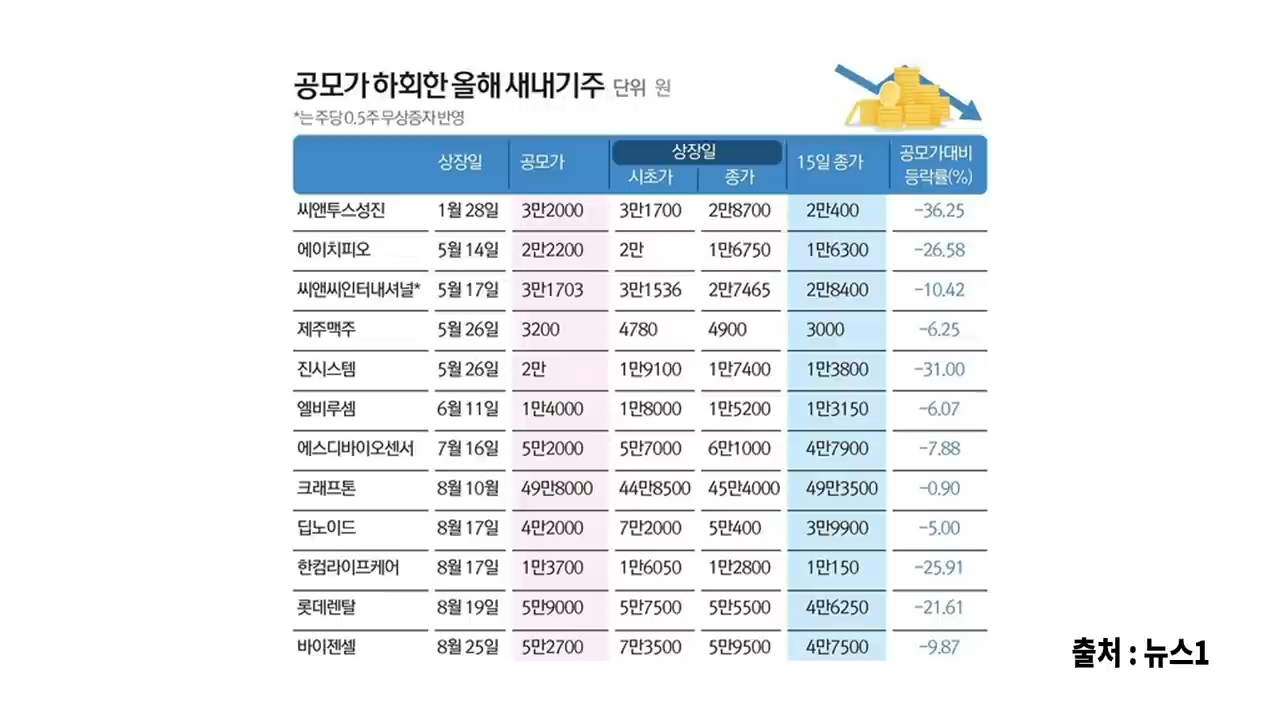 공모가 하회한 올해 새내기주 단위 원
*는 주당 0.5주 무상증자 반영
상장일 공모가 상장일 15일 종가 공모가대비
시초가 종가 등락률(%)
씨앤투스성진 1월 28일 3만2000 3만1700 2만8700 2만400 -36.25
에이치피오 5월 14일 2만2200 2만 1만6750 1만6300 -26.58
씨앤씨인터내셔널* 5월 17일 3만1703 3만1536 2만7465 2만8400 -10.42
제주맥주 5월 26일 3200 4780 4900 3000 -6.25
진시스템 5월 26일 2만 1만9100 1만7400 1만3800 -31.00
엘비루셈 6월 11일 1만4000 1만8000 1만5200 1만3150 -6.07
에스디바이오센서 7월 16일 5만2000 5만7000 6만1000 4만7900 -7.88
크래프톤 8월 10월 49만8000 44만8500 45만4000 49만3500 -0.90
딥노이드 8월 17일 4만2000 7만2000 5만400 3만9900 -5.00
한컴라이프케어 8월 17일 1만3700 1만6050 1만2800 1만150 -25.91
롯데렌탈 8월 19일 5만9000 5만7500 5만5500 4만6250 -21.61
바이젠셀 8월 25일 5만2700 7만3500 5만9500 4만7500 -9.87
출처 : 뉴스1